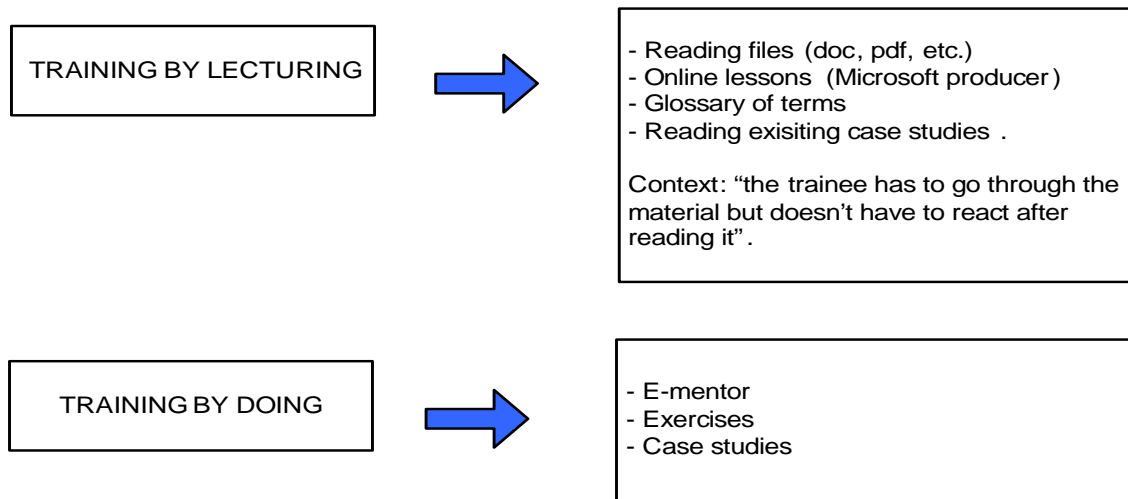 TRAINING BY LECTURING
- Reading files (doc, pdf, etc.)
- Online lessons (Microsoft producer)
- Glossary of terms
- Reading exisiting case studies .
Context: “the trainee has to go through the
material but doesn’t have to react after
reading it”.
TRAINING BY DOING
- E-mentor
- Exercises
- Case studies